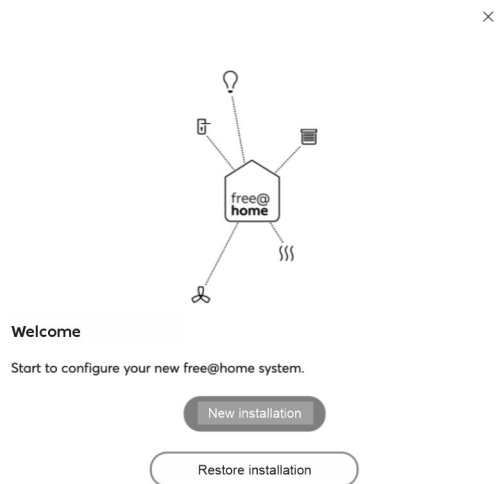 free@
home
Welcome
Start to configure your new free@home system.
New installation
Restore installation